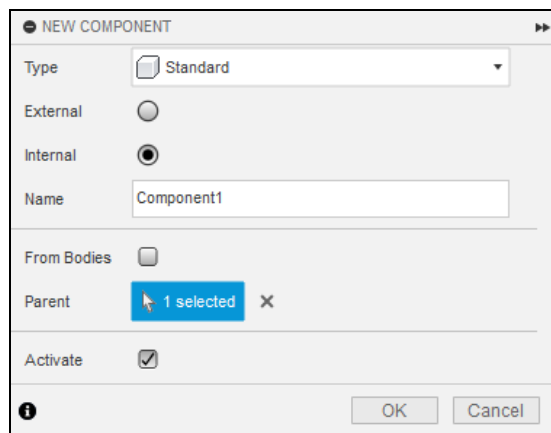 NEW COMPONENT
Type Standard
External
Internal
Name Component1
From Bodies
Parent 1 selected
Activate
OK Cancel